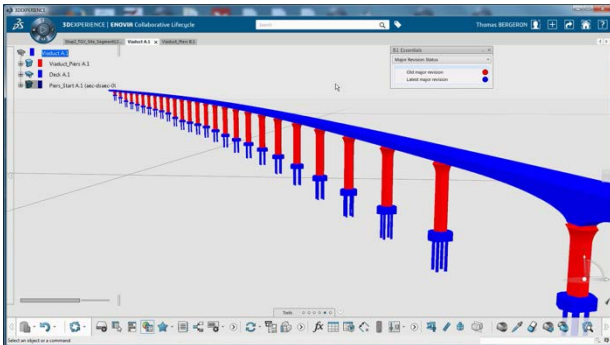 3DEXPERIENCE
3DEXPERIENCE | ENOVIA Collaborative Lifecycle
Search
Thomas BERGERON
Viaduct A.1
Viaduct_Piers B.1
Viaduct A.1
Viaduct_Piers A.1
Deck A.1
B.I. Essentials
Major Revision Status
Old major revision
Latest major revision
Tools
Select an object or a command